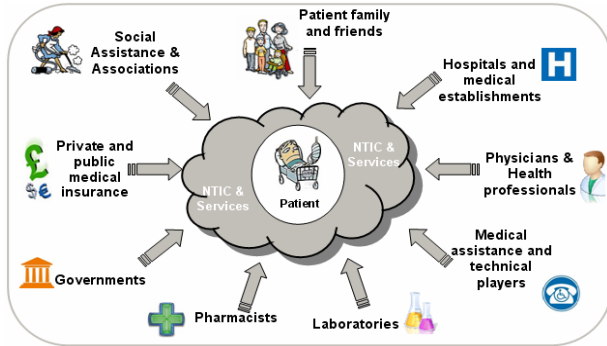 Social
Assistance &
Associations
Patient family
and friends
Hospitals and
medical
establishments
H
Private and
public
medical
insurance
£
$ €
NTIC &
Services
NTIC &
Services
Patient
Physicians &
Health
professionals
Governments
Medical
assistance and
technical
players
Pharmacists
Laboratories